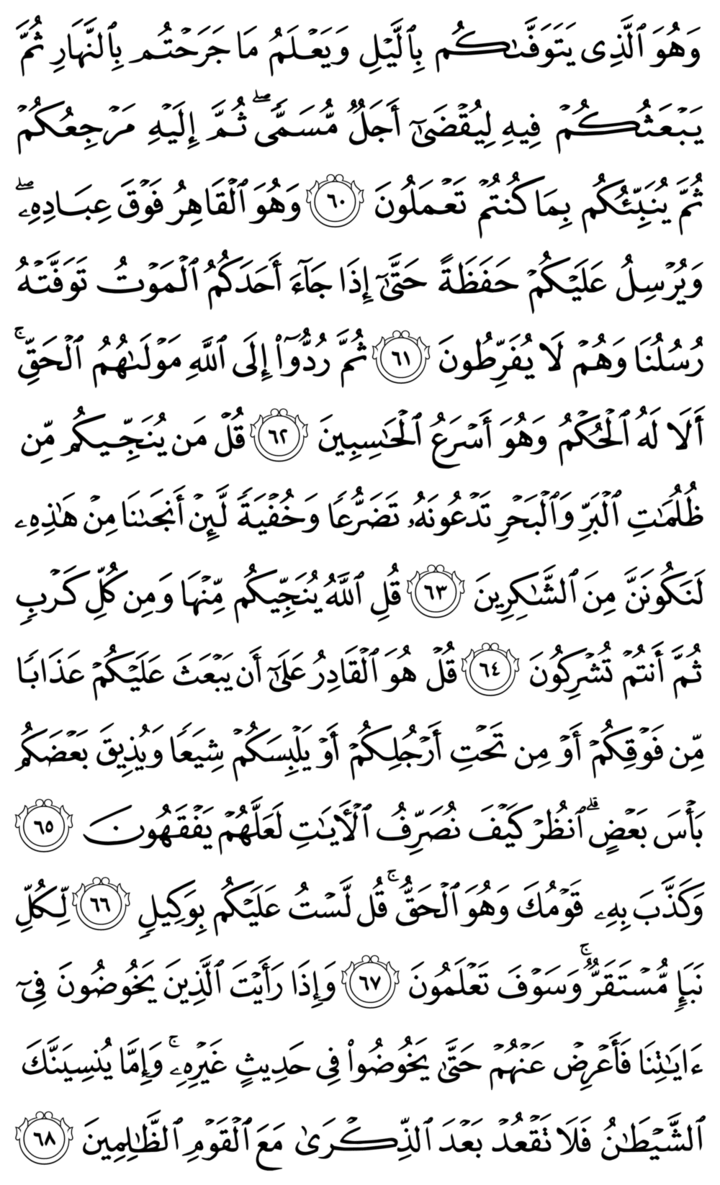 وَهُوَ ٱلَّذِى يَتَوَفَّىٰكُم بِٱلَّيْلِ وَيَعْلَمُ مَا جَرَحْتُم بِٱلنَّهَارِ ثُمَّ
يَبْعَثُكُمْ فِيهِ لِيُقْضَىٰٓ أَجَلٌ مُّسَمًّى ۖ ثُمَّ إِلَيْهِ مَرْجِعُكُمْ
ثُمَّ يُنَبِّئُكُم بِمَا كُنتُمْ تَعْمَلُونَ ٦٠ وَهُوَ ٱلْقَاهِرُ فَوْقَ عِبَادِهِۦ ۖ
وَيُرْسِلُ عَلَيْكُمْ حَفَظَةً حَتَّىٰٓ إِذَا جَآءَ أَحَدَكُمُ ٱلْمَوْتُ تَوَفَّتْهُ
رُسُلُنَا وَهُمْ لَا يُفَرِّطُونَ ٦١ ثُمَّ رُدُّوٓا۟ إِلَى ٱللَّهِ مَوْلَىٰهُمُ ٱلْحَقِّ ۚ
أَلَا لَهُ ٱلْحُكْمُ وَهُوَ أَسْرَعُ ٱلْحَـٰسِبِينَ ٦٢ قُلْ مَن يُنَجِّيكُم مِّن
ظُلُمَـٰتِ ٱلْبَرِّ وَٱلْبَحْرِ تَدْعُونَهُۥ تَضَرُّعًا وَخُفْيَةً لَّئِنْ أَنجَىٰنَا مِنْ هَـٰذِهِۦ
لَنَكُونَنَّ مِنَ ٱلشَّـٰكِرِينَ ٦٣ قُلِ ٱللَّهُ يُنَجِّيكُم مِّنْهَا وَمِن كُلِّ كَرْبٍ
ثُمَّ أَنتُمْ تُشْرِكُونَ ٦٤ قُلْ هُوَ ٱلْقَادِرُ عَلَىٰٓ أَن يَبْعَثَ عَلَيْكُمْ عَذَابًا
مِّن فَوْقِكُمْ أَوْ مِن تَحْتِ أَرْجُلِكُمْ أَوْ يَلْبِسَكُمْ شِيَعًا وَيُذِيقَ بَعْضَكُم
بَأْسَ بَعْضٍ ۗ ٱنظُرْ كَيْفَ نُصَرِّفُ ٱلْـَٔايَـٰتِ لَعَلَّهُمْ يَفْقَهُونَ ٦٥
وَكَذَّبَ بِهِۦ قَوْمُكَ وَهُوَ ٱلْحَقُّ ۚ قُل لَّسْتُ عَلَيْكُم بِوَكِيلٍ ٦٦ لِّكُلِّ
نَبَإٍ مُّسْتَقَرٌّ ۚ وَسَوْفَ تَعْلَمُونَ ٦٧ وَإِذَا رَأَيْتَ ٱلَّذِينَ يَخُوضُونَ فِىٓ
ءَايَـٰتِنَا فَأَعْرِضْ عَنْهُمْ حَتَّىٰ يَخُوضُوا۟ فِى حَدِيثٍ غَيْرِهِۦ ۚ وَإِمَّا يُنسِيَنَّكَ
ٱلشَّيْطَـٰنُ فَلَا تَقْعُدْ بَعْدَ ٱلذِّكْرَىٰ مَعَ ٱلْقَوْمِ ٱلظَّـٰلِمِينَ ٦٨